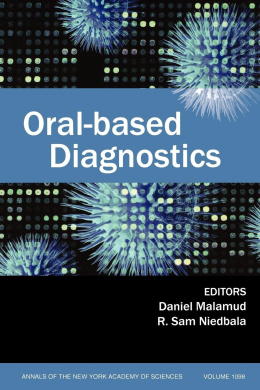 Oral-based
Diagnostics
EDITORS
Daniel Malamud
R. Sam Niedbala
ANNALS OF THE NEW YORK ACADEMY OF SCIENCES VOLUME 1098